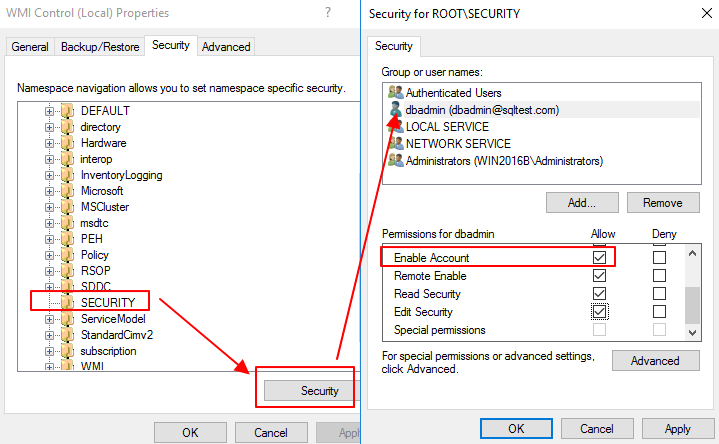 WMI Control (Local) Properties
General
Backup/Restore
Security
Advanced
Namespace navigation allows you to set namespace specific security.
DEFAULT
directory
Hardware
interop
InventoryLogging
Microsoft
MSCluster
msdtc
PEH
Policy
RSOP
SDDC
SECURITY
ServiceModel
StandardCimv2
subscription
WMI
Security
OK
Cancel
Apply
Security for ROOT\SECURITY
Security
Group or user names:
Authenticated Users
dbadmin (dbadmin@sqltest.com)
LOCAL SERVICE
NETWORK SERVICE
Administrators (WIN2016B\Administrators)
Add...
Remove
Permissions for dbadmin Allow Deny
Enable Account
Remote Enable
Read Security
Edit Security
Special permissions
For special permissions or advanced settings,
click Advanced.
Advanced
OK
Cancel
Apply